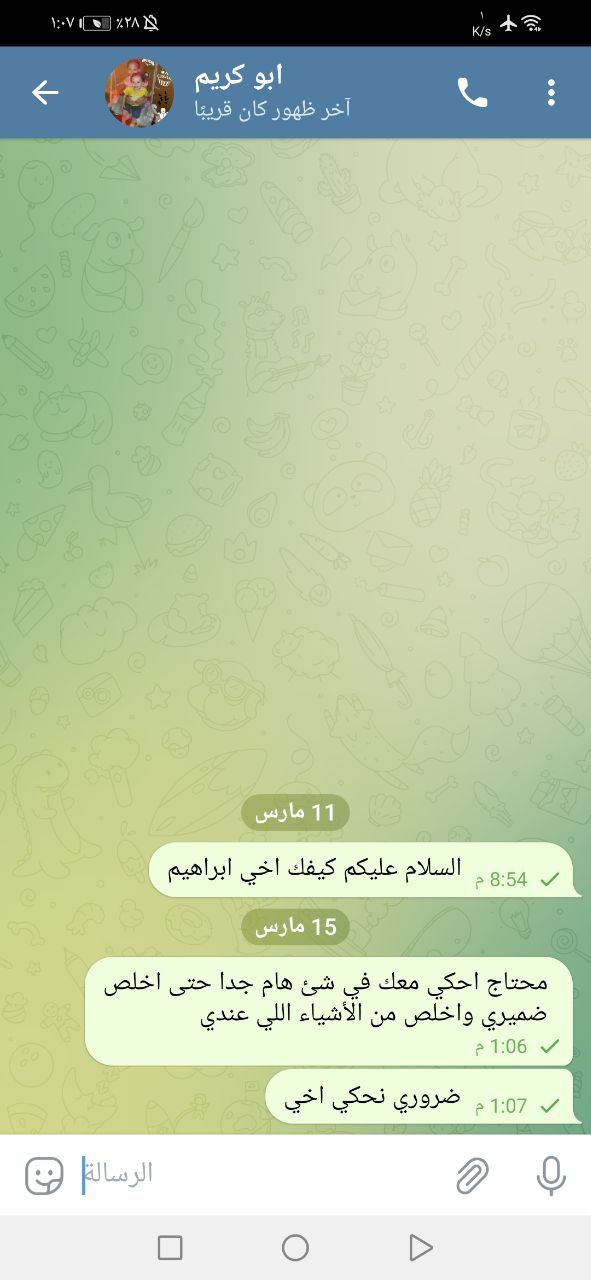 ١:٠٧ ٪٢٨
١ K/s
ابو كريم
آخر ظهور كان قريبًا
11 مارس
السلام عليكم كيفك اخي ابراهيم
8:54 م
15 مارس
محتاج احكي معك في شئ هام جدا حتى اخلص
ضميري واخلص من الأشياء اللي عندي
1:06 م
ضروري نحكي اخي
1:07 م
الرسالة